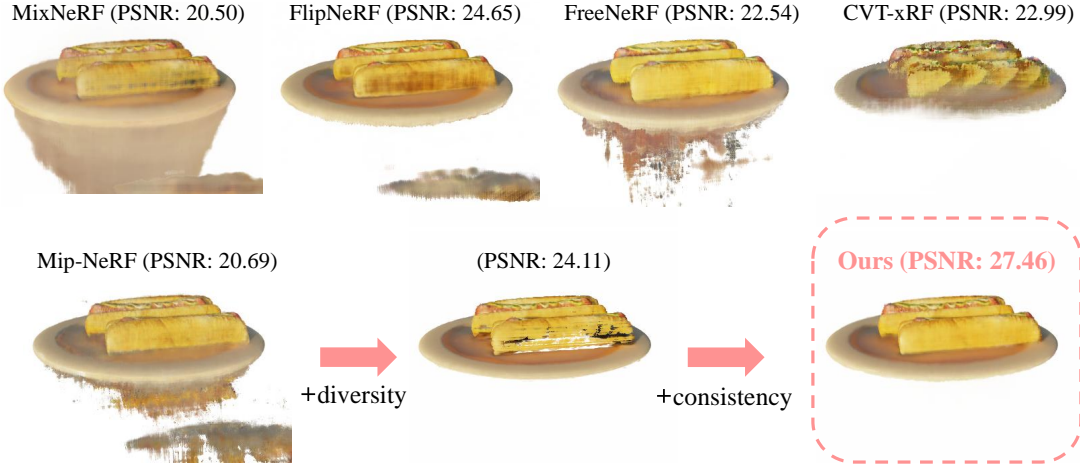 MixNeRF (PSNR: 20.50)
FlipNeRF (PSNR: 24.65)
FreeNeRF (PSNR: 22.54)
CVT-xRF (PSNR: 22.99)
Mip-NeRF (PSNR: 20.69)
(PSNR: 24.11)
Ours (PSNR: 27.46)
+diversity
+consistency